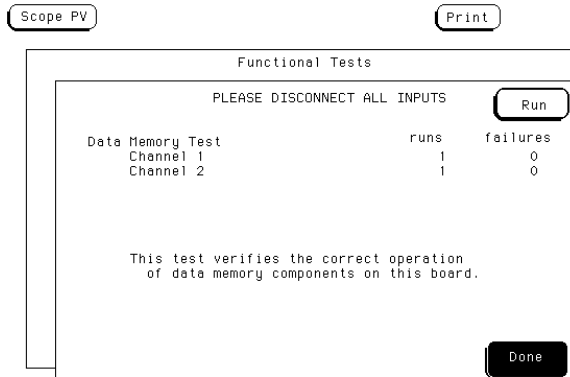 Scope PV Print
Functional Tests
PLEASE DISCONNECT ALL INPUTS
Run
Data Memory Test runs failures
Channel 1 1 0
Channel 2 1 0
This test verifies the correct operation
of data memory components on this board.
Done